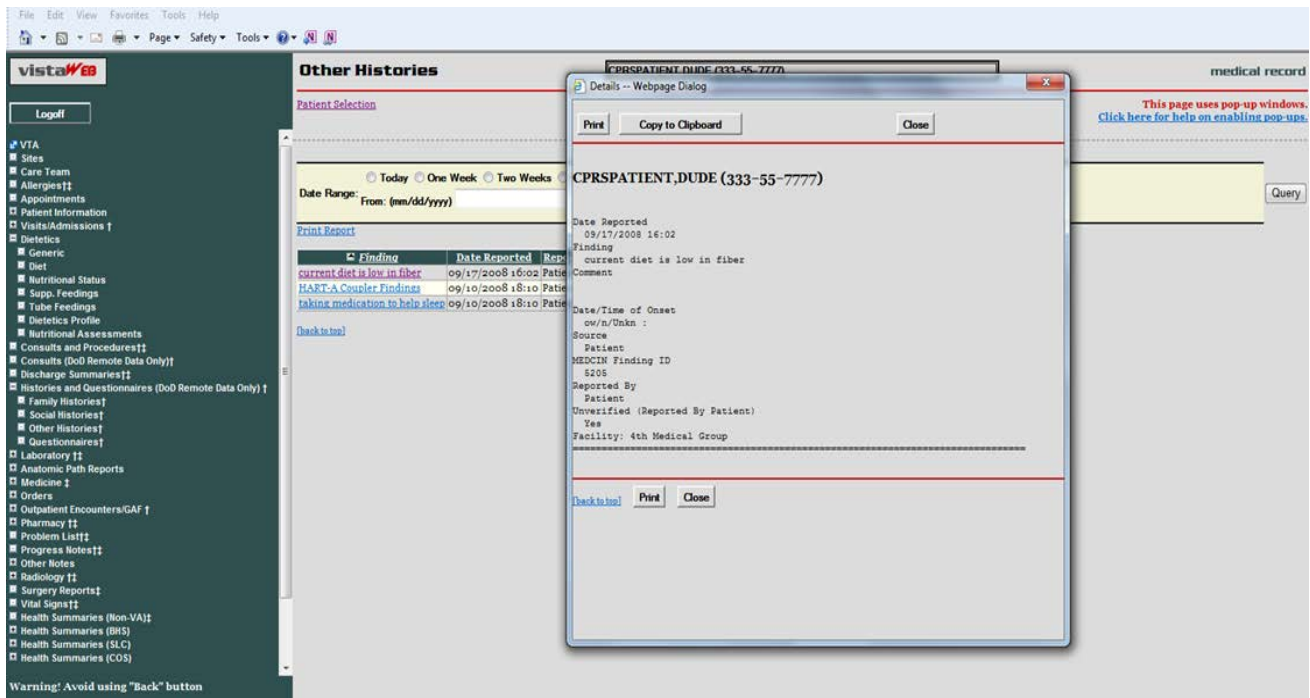 File Edit View Favorites Tools Help
Page Safety Tools
vistaWEB
Logoff
VTA
Sites
Care Team
Allergies†‡
Appointments
Patient Information
Visits/Admissions †
Dietetics
Generic
Diet
Nutritional Status
Supp. Feedings
Tube Feedings
Dietetics Profile
Nutritional Assessments
Consults and Procedures†‡
Consults (DoD Remote Data Only)†
Discharge Summaries†‡
Histories and Questionnaires (DoD Remote Data Only) †
Family Histories†
Social Histories†
Other Histories†
Questionnaires†
Laboratory †‡
Anatomic Path Reports
Medicine ‡
Orders
Outpatient Encounters/GAF †
Pharmacy †‡
Problem List†‡
Progress Notes†‡
Other Notes
Radiology †‡
Surgery Reports‡
Vital Signs†‡
Health Summaries (Non-VA)‡
Health Summaries (BHS)
Health Summaries (SLC)
Health Summaries (COS)
Warning! Avoid using "Back" button
Other Histories
CPRSPATIENT,DUDE (333-55-7777)
medical record
Patient Selection
This page uses pop-up windows.
Click here for help on enabling pop-ups.
Today One Week Two Weeks
Date Range: From: (mm/dd/yyyy)
Query
Print Report
Finding Date Reported
current diet is low in fiber 09/17/2008 16:02
HART-A Coupler Findings 09/10/2008 18:10
taking medication to help sleep 09/10/2008 18:10
[back to top]
Details -- Webpage Dialog
Print Copy to Clipboard Close
CPRSPATIENT,DUDE (333-55-7777)
Date Reported
09/17/2008 16:02
Finding
current diet is low in fiber
Comment
Date/Time of Onset
ow/n/Unkn :
Source
Patient
MEDCIN Finding ID
5205
Reported By
Patient
Unverified (Reported By Patient)
Yes
Facility: 4th Medical Group
[back to top] Print Close